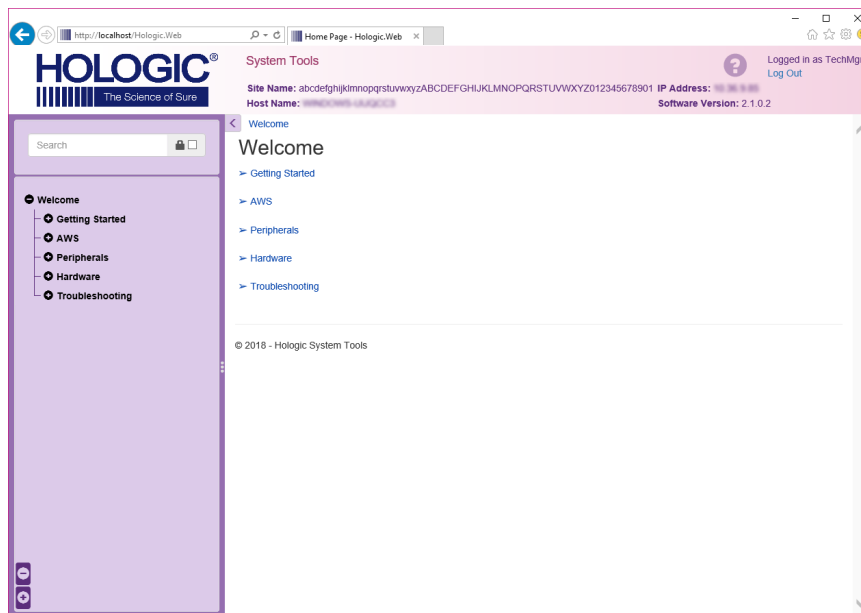 http://localhost/Hologic.Web
Home Page - Hologic.Web
HOLOGIC®
The Science of Sure
System Tools
Logged in as TechMg
Log Out
Site Name: abcdefghijklmnopqrstuvwxyzABCDEFGHIJKLMNOPQRSTUVWXYZ012345678901 IP Address:
Host Name:
Software Version: 2.1.0.2
Search
Welcome
Getting Started
AWS
Peripherals
Hardware
Troubleshooting
Welcome
Welcome
➢ Getting Started
➢ AWS
➢ Peripherals
➢ Hardware
➢ Troubleshooting
© 2018 - Hologic System Tools